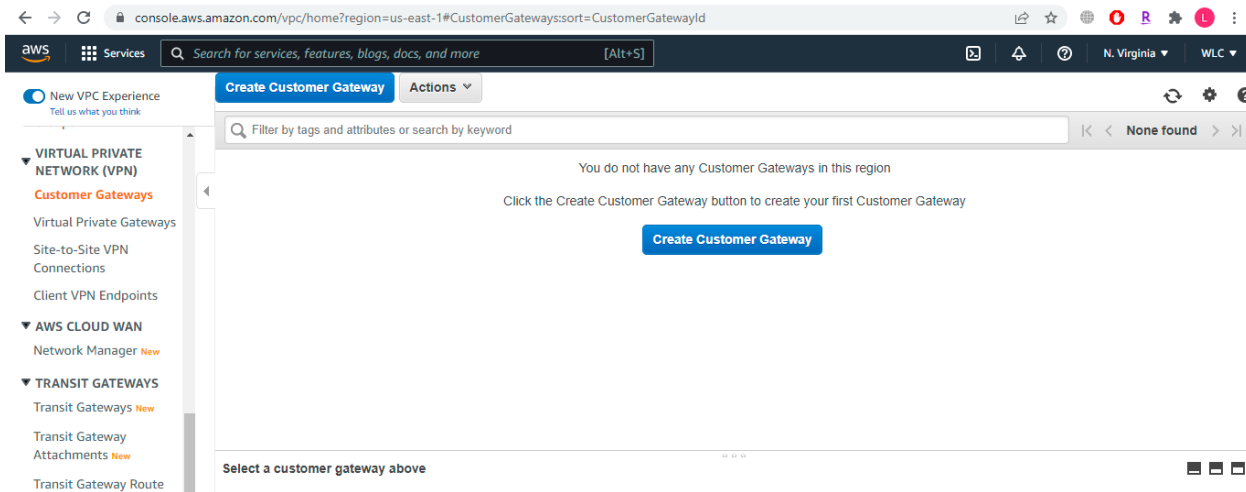 console.aws.amazon.com/vpc/home?region=us-east-1#CustomerGateways:sort=CustomerGatewayId
R
L
aws
Services
Search for services, features, blogs, docs, and more
[Alt+S]
N. Virginia
WLC
New VPC Experience
Tell us what you think
VIRTUAL PRIVATE
NETWORK (VPN)
Customer Gateways
Virtual Private Gateways
Site-to-Site VPN
Connections
Client VPN Endpoints
AWS CLOUD WAN
Network Manager New
TRANSIT GATEWAYS
Transit Gateways New
Transit Gateway
Attachments New
Transit Gateway Route
Create Customer Gateway
Actions
Filter by tags and attributes or search by keyword
None found
You do not have any Customer Gateways in this region
Click the Create Customer Gateway button to create your first Customer Gateway
Create Customer Gateway
Select a customer gateway above